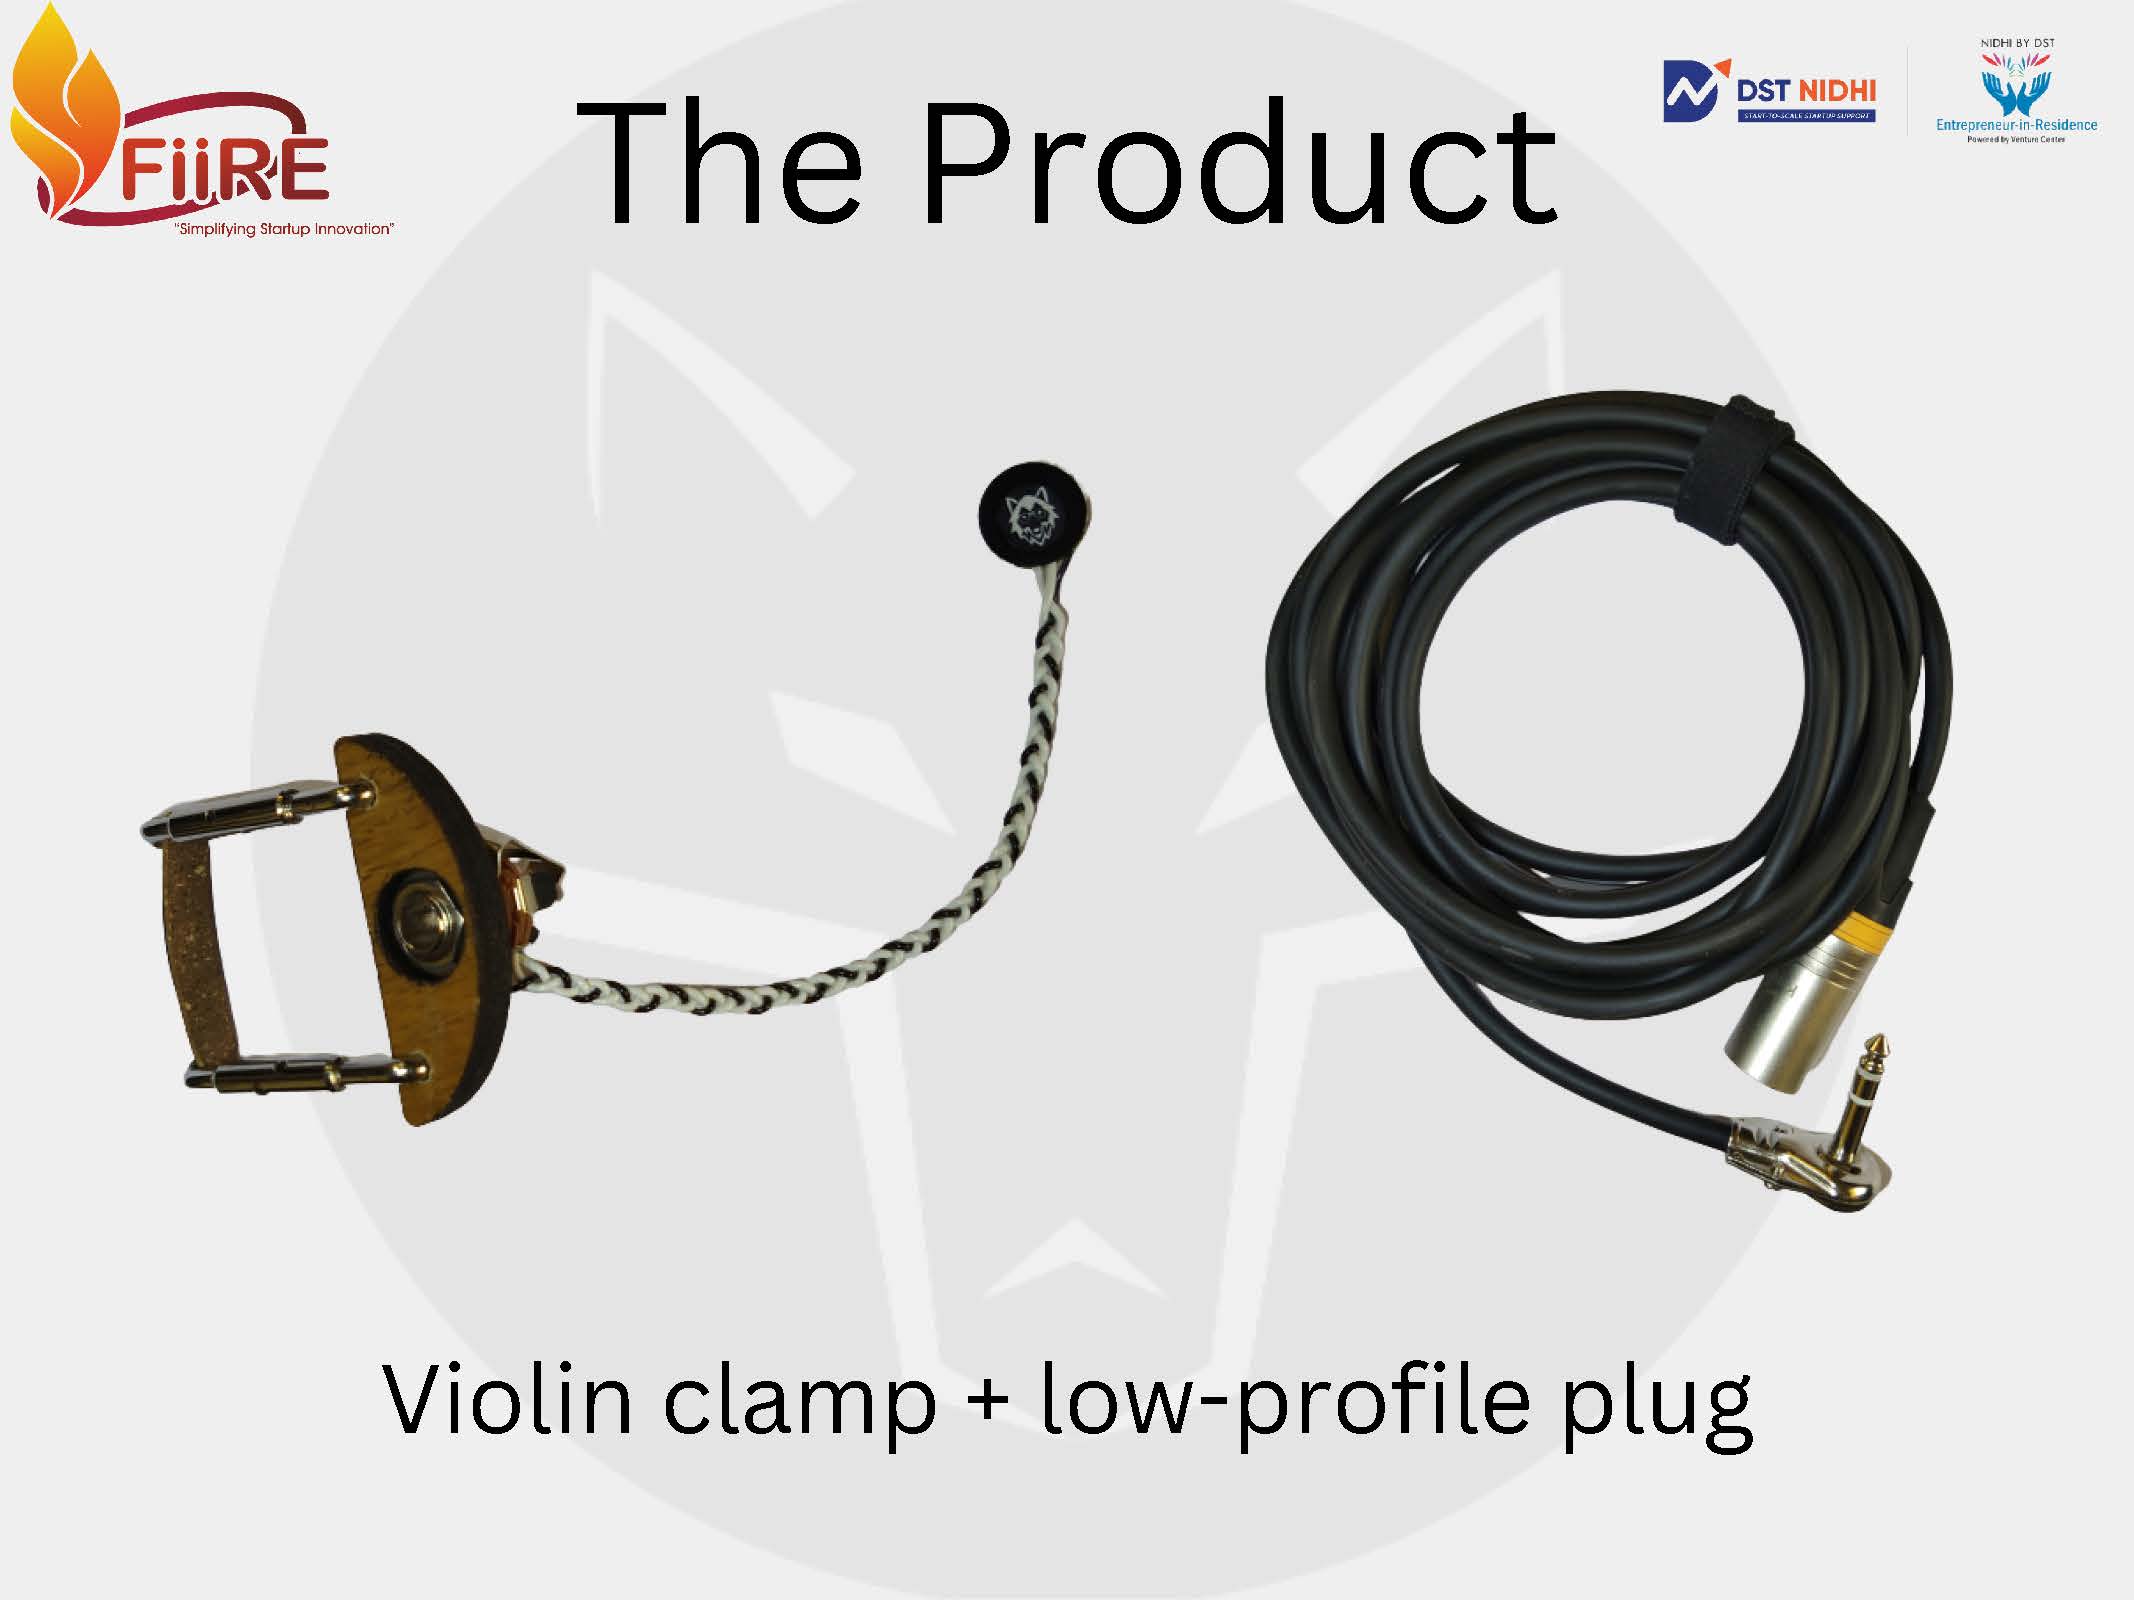 FiiRE
"Simplifying Startup Innovation"
The Product
DST NIDHI
START-TO-SCALE STARTUP SUPPORT
NIDHI BY DST
Entrepreneur-in-Residence
Powered by Venture Center
Violin clamp + low-profile plug